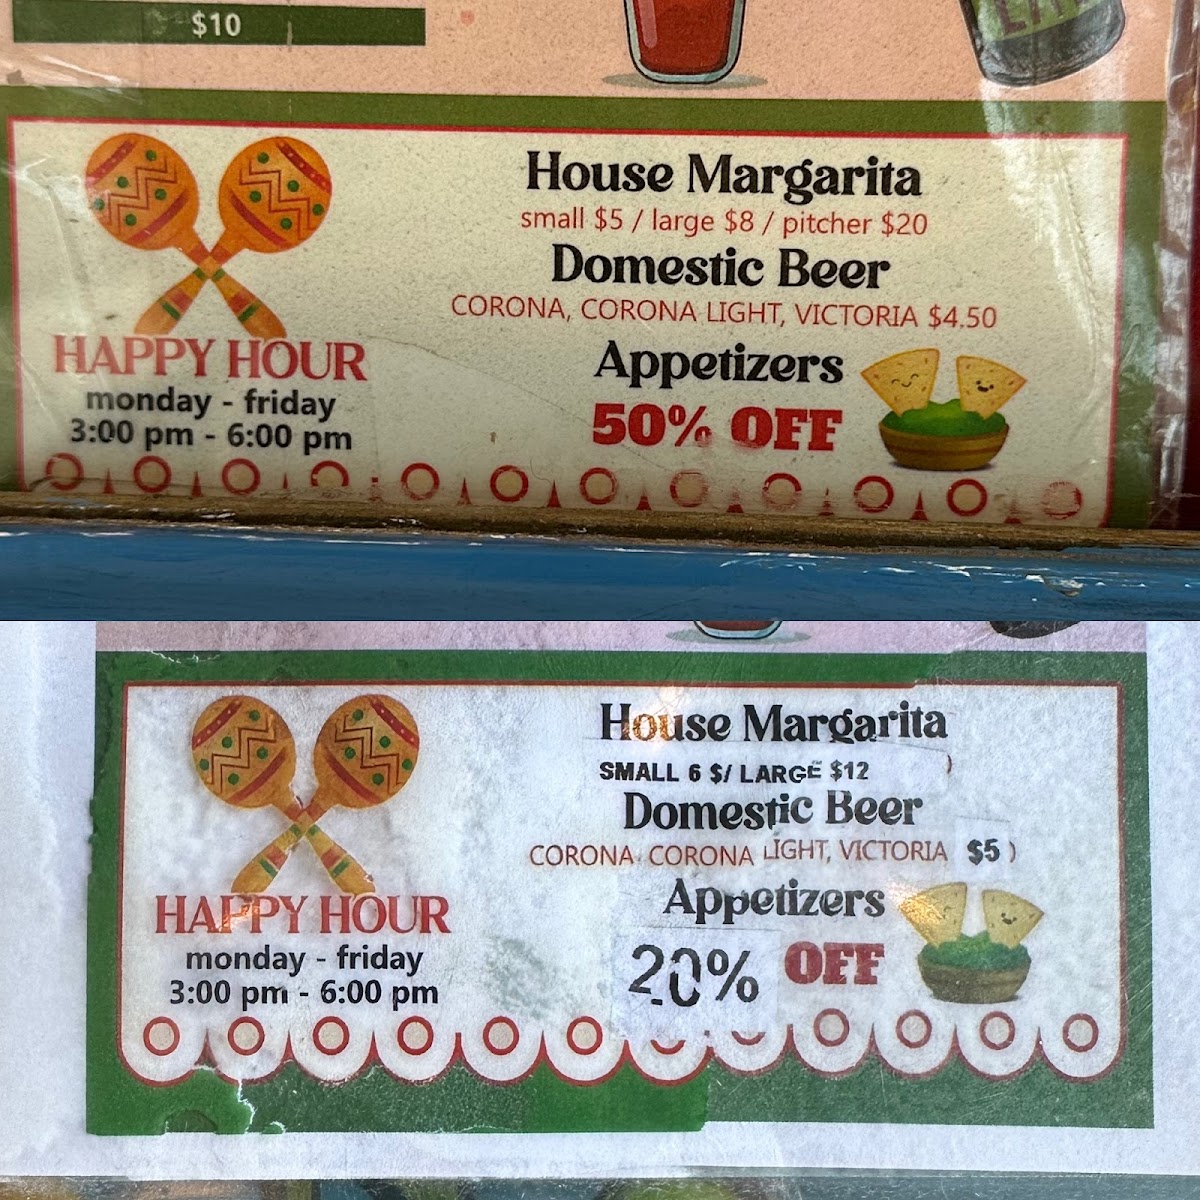 $10
House Margarita
small $5 / large $8 / pitcher $20
Domestic Beer
CORONA, CORONA LIGHT, VICTORIA $4.50
Appetizers
50% OFF
HAPPY HOUR
monday - friday
3:00 pm - 6:00 pm
House Margarita
SMALL 6 $/ LARGE $12
Domestic Beer
CORONA, CORONA LIGHT, VICTORIA $5
Appetizers
20% OFF
HAPPY HOUR
monday - friday
3:00 pm - 6:00 pm